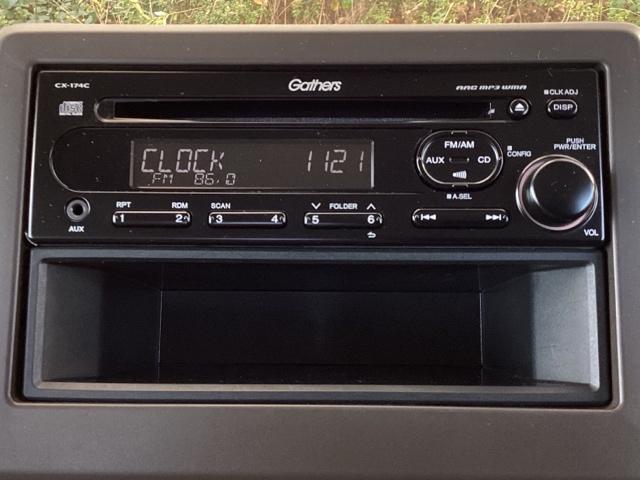 CX-174C
Gathers
AAC MP3 WMA
CLK ADJ
DISP
CLOCK 1121
FM 86.0
FM/AM
AUX CD
CONFIG
A.SEL
PUSH
PWR/ENTER
VOL
AUX
RPT RDM SCAN FOLDER
1 2 3 4 5 6